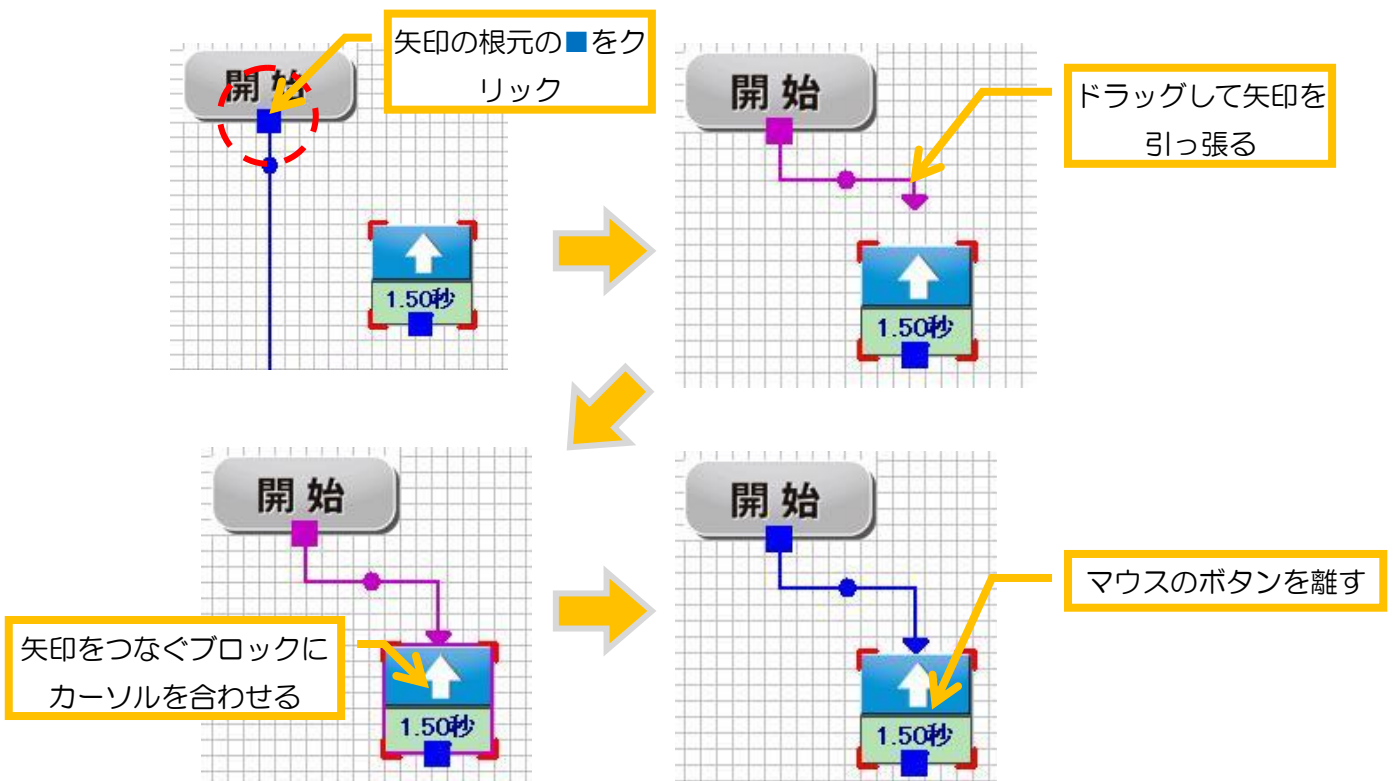 矢印の根元の■をク
リック
開始
1.50秒
ドラッグして矢印を
引っ張る
開始
1.50秒
開始
矢印をつなぐブロックに
カーソルを合わせる
1.50秒
開始
マウスのボタンを離す
1.50秒